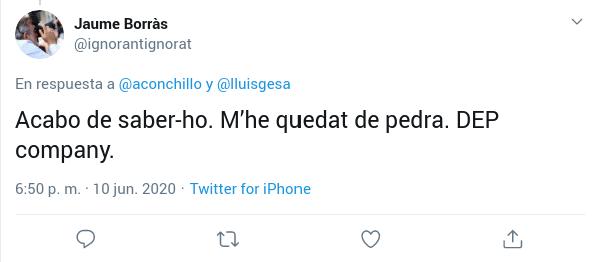 Jaume Borràs
@ignorantignorat
En respuesta a @aconchillo y @lluisgesa
Acabo de saber-ho. M'he quedat de pedra. DEP
company.
6:50 p. m. · 10 jun. 2020 · Twitter for iPhone